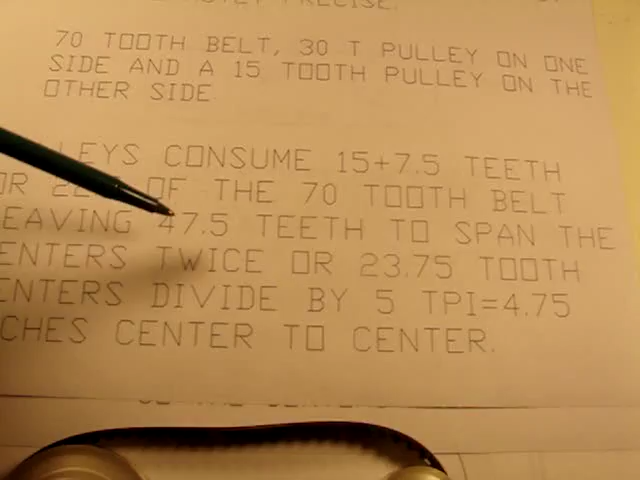 70 TOOTH BELT, 30 T PULLEY ON ONE
SIDE AND A 15 TOOTH PULLEY ON THE
OTHER SIDE
LEYS CONSUME 15+7.5 TEETH
OR OF THE 70 TOOTH BELT
EAVING 47.5 TEETH TO SPAN THE
ENTERS TWICE OR 23.75 TOOTH
ENTERS DIVIDE BY 5 TPI=4.75
CHES CENTER TO CENTER.